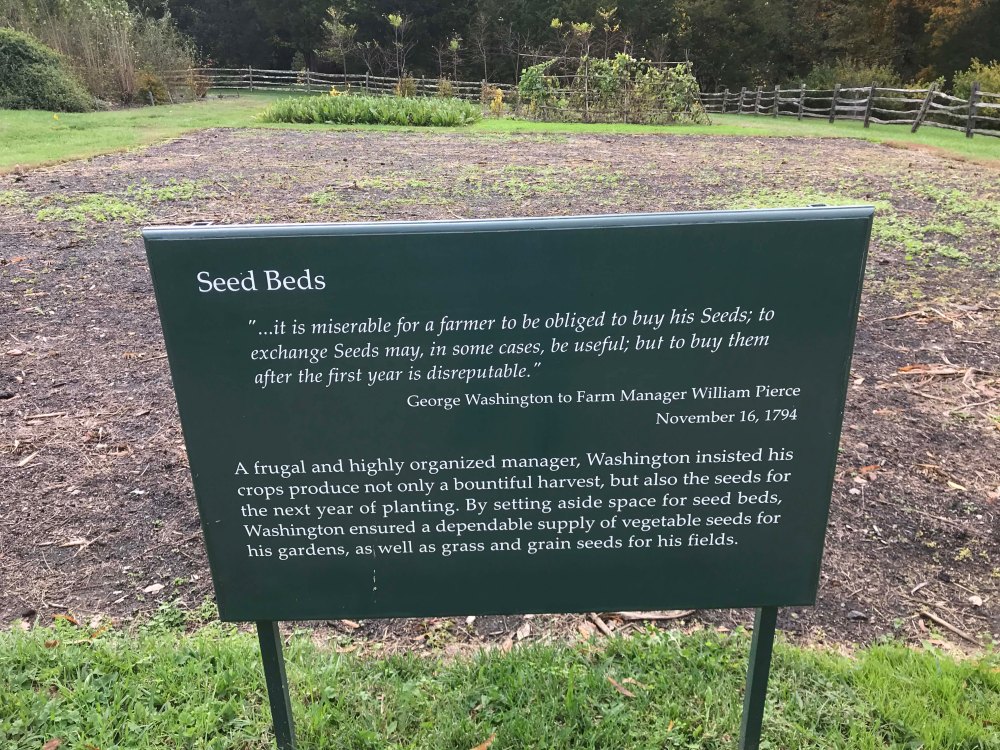 Seed Beds
"...it is miserable for a farmer to be obliged to buy his Seeds; to
exchange Seeds may, in some cases, be useful; but to buy them
after the first year is disreputable."
George Washington to Farm Manager William Pierce
November 16, 1794
A frugal and highly organized manager, Washington insisted his
crops produce not only a bountiful harvest, but also the seeds for
the next year of planting. By setting aside space for seed beds,
Washington ensured a dependable supply of vegetable seeds for
his gardens, as well as grass and grain seeds for his fields.